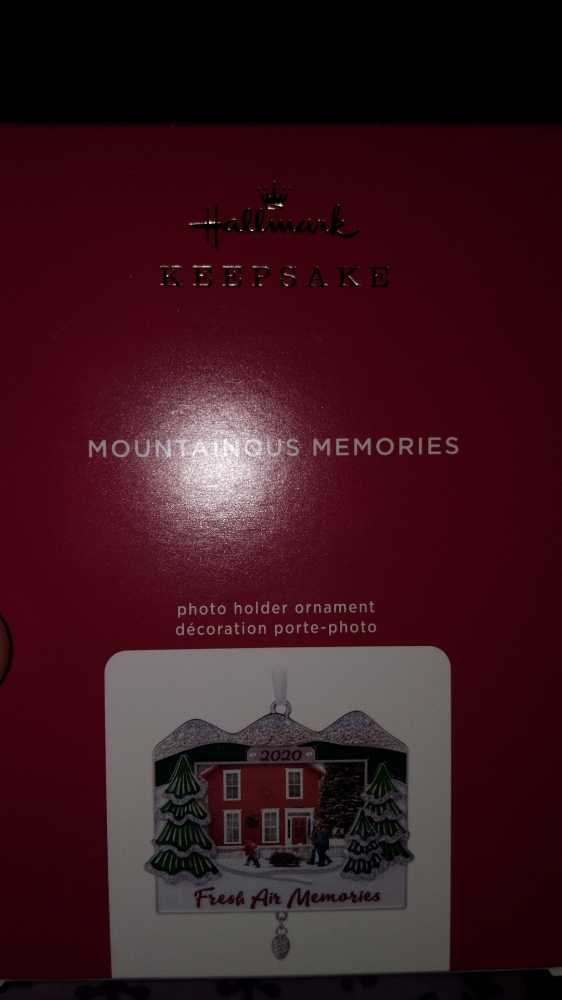 Hallmark
KEEPSAKE
MOUNTAINOUS MEMORIES
photo holder ornament
décoration porte-photo
2020
Fresh Air Memories